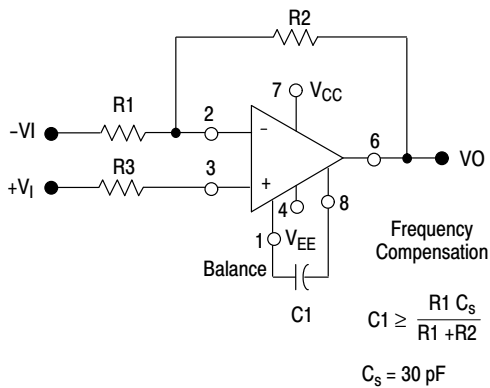 R2
7
VCC
R1
–VI
2
–
6
VO
+VI
R3
3
+
4
8
1
VEE
Balance
C1
Frequency
Compensation
C1 ≥ R1 Cs / R1 +R2
Cs = 30 pF